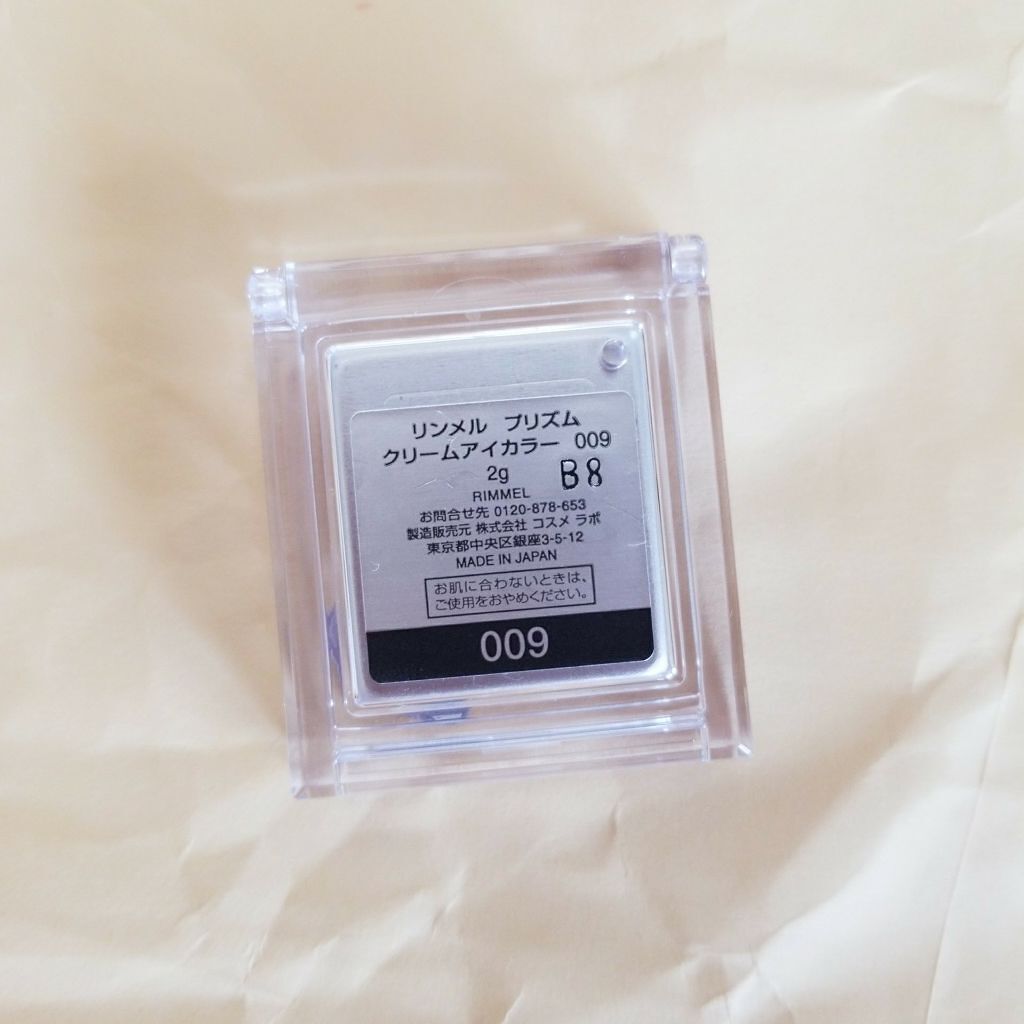 リンメル プリズム
クリームアイカラー 009
2g B8
RIMMEL
お問合せ先 0120-878-653
製造販売元 株式会社 コスメ ラボ
東京都中央区銀座3-5-12
MADE IN JAPAN
お肌に合わないときは、
ご使用をおやめください。
009